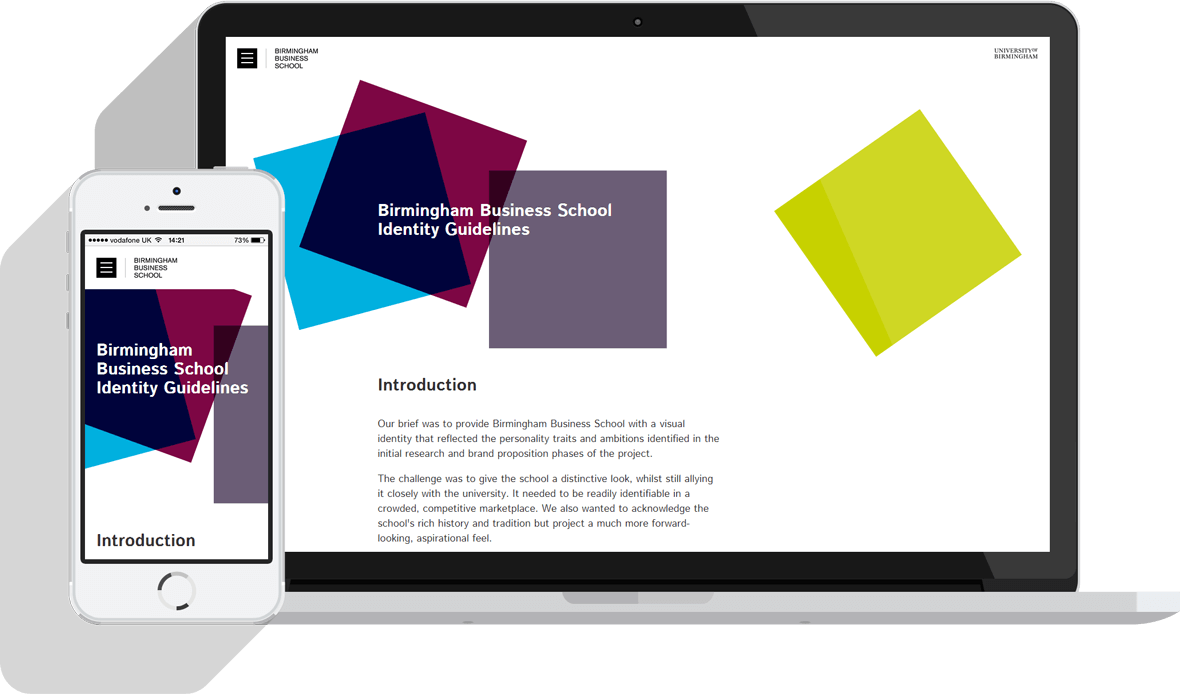 BIRMINGHAM
BUSINESS
SCHOOL
UNIVERSITY OF
BIRMINGHAM
Birmingham Business School
Identity Guidelines
Introduction
Our brief was to provide Birmingham Business School with a visual
identity that reflected the personality traits and ambitions identified in the
initial research and brand proposition phases of the project.
The challenge was to give the school a distinctive look, whilst still allying
it closely with the university. It needed to be readily identifiable in a
crowded, competitive marketplace. We also wanted to acknowledge the
school's rich history and tradition but project a much more forward-
looking, aspirational feel.
vodafone UK 14:21 73%
BIRMINGHAM
BUSINESS
SCHOOL
Birmingham
Business School
Identity Guidelines
Introduction